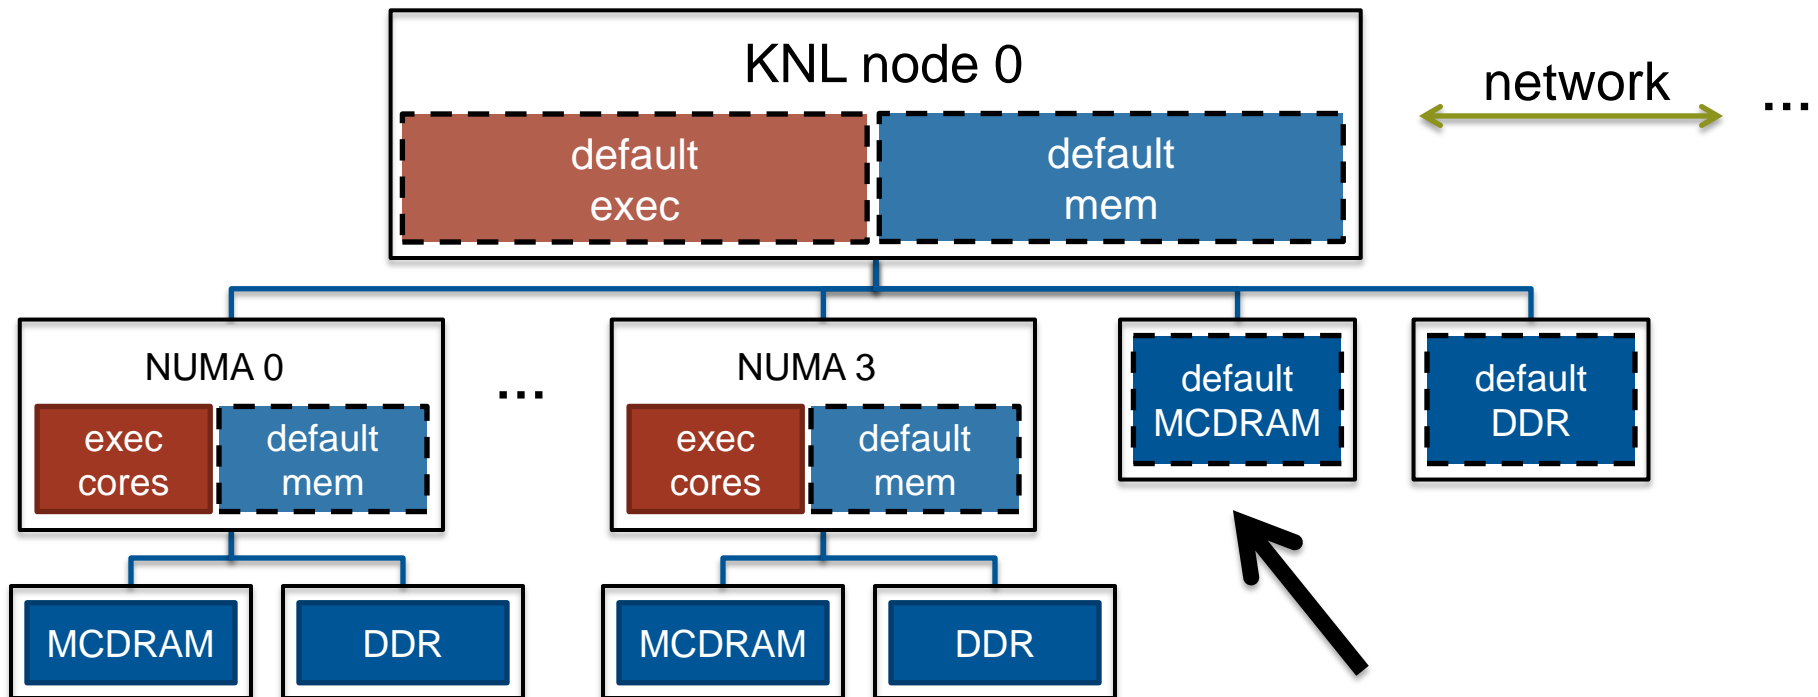 KNL node 0
network
...
default
exec
default
mem
NUMA 0
...
NUMA 3
exec
cores
default
mem
exec
cores
default
mem
default
MCDRAM
default
DDR
MCDRAM
DDR
MCDRAM
DDR